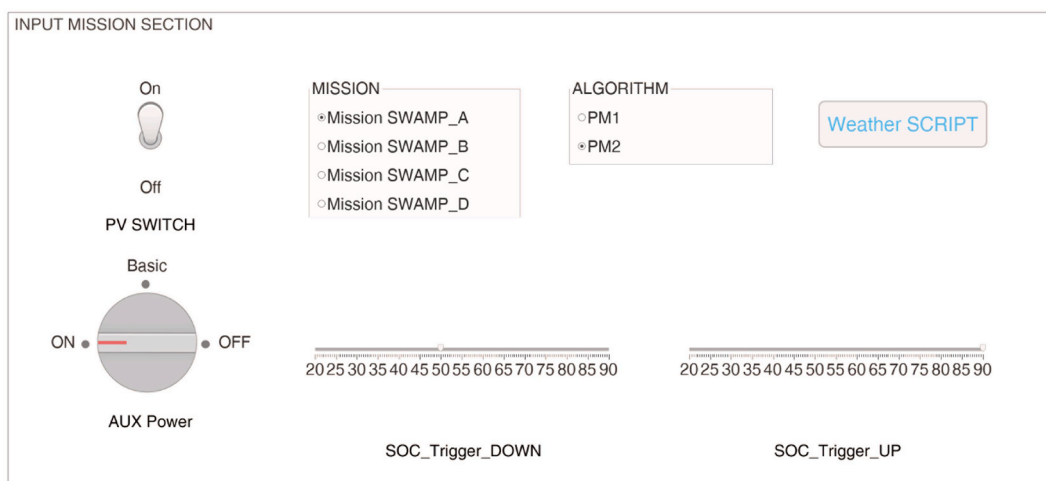 INPUT MISSION SECTION
On
Off
PV SWITCH
MISSION
Mission SWAMP_A
Mission SWAMP_B
Mission SWAMP_C
Mission SWAMP_D
ALGORITHM
PM1
PM2
Weather SCRIPT
Basic
ON
OFF
AUX Power
20 25 30 35 40 45 50 55 60 65 70 75 80 85 90
SOC_Trigger_DOWN
20 25 30 35 40 45 50 55 60 65 70 75 80 85 90
SOC_Trigger_UP